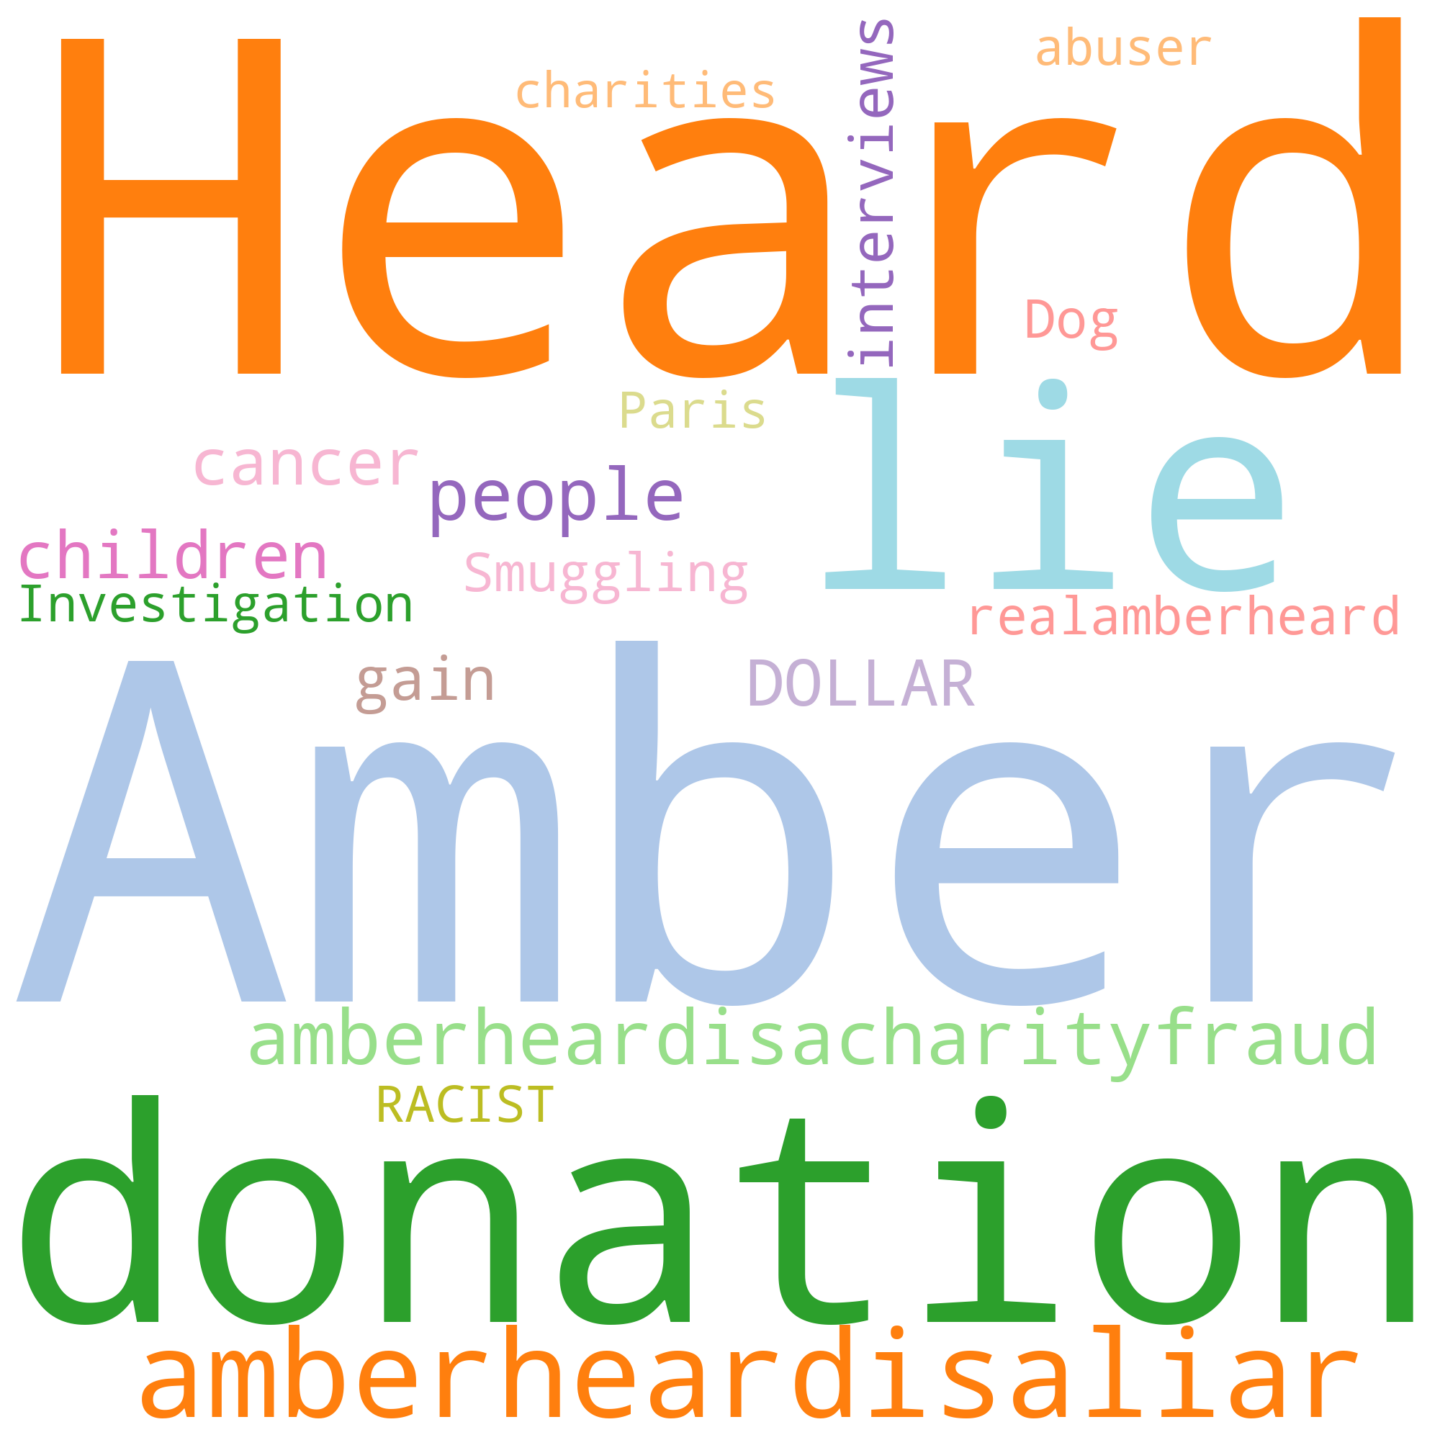 Heard
abuser
charities
interviews
Dog
lie
Paris
cancer
people
children
Smuggling
Investigation
realamberheard
gain
DOLLAR
Amber
amberheardisacharityfraud
RACIST
donation
amberheardisaliar